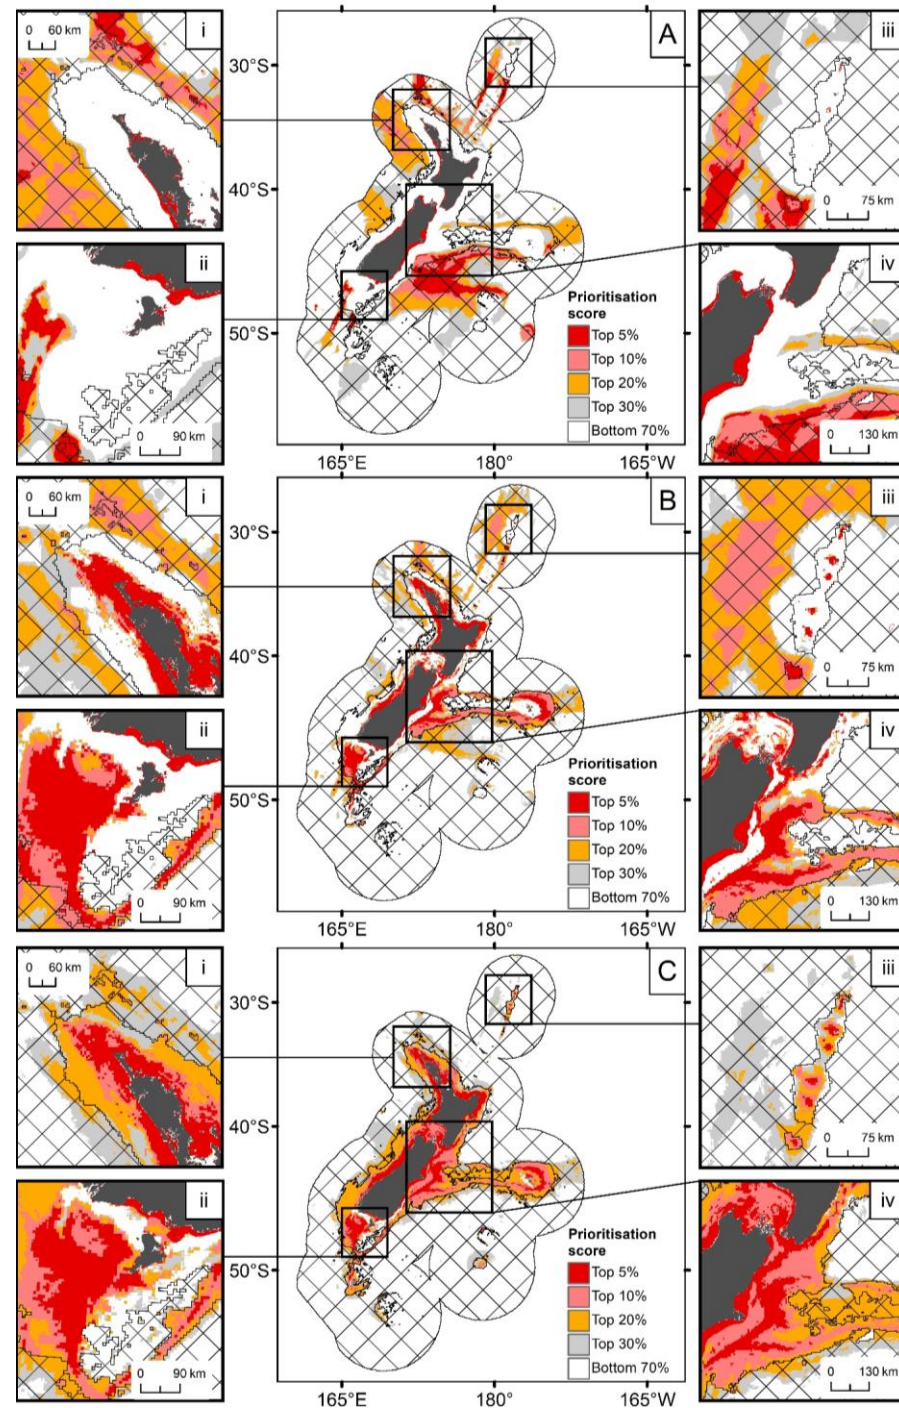 i
0 60 km
A
iii
0 75 km
30°S
40°S
50°S
ii
0 90 km
iv
0 130 km
Prioritisation
score
Top 5%
Top 10%
Top 20%
Top 30%
Bottom 70%
165°E 180° 165°W
i
0 60 km
B
iii
0 75 km
30°S
40°S
50°S
ii
0 90 km
iv
0 130 km
Prioritisation
score
Top 5%
Top 10%
Top 20%
Top 30%
Bottom 70%
165°E 180° 165°W
i
0 60 km
C
iii
0 75 km
30°S
40°S
50°S
ii
0 90 km
iv
0 130 km
Prioritisation
score
Top 5%
Top 10%
Top 20%
Top 30%
Bottom 70%
165°E 180° 165°W